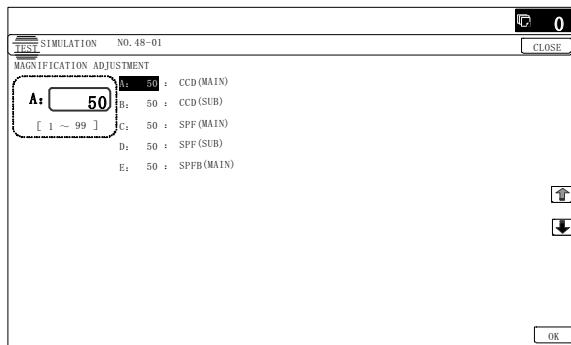 0
TEST SIMULATION NO.48-01
CLOSE
MAGNIFICATION ADJUSTMENT
A: 50
[ 1 ～ 99 ]
A: 50 : CCD(MAIN)
B: 50 : CCD(SUB)
C: 50 : SPF(MAIN)
D: 50 : SPF(SUB)
E: 50 : SPFB(MAIN)
OK